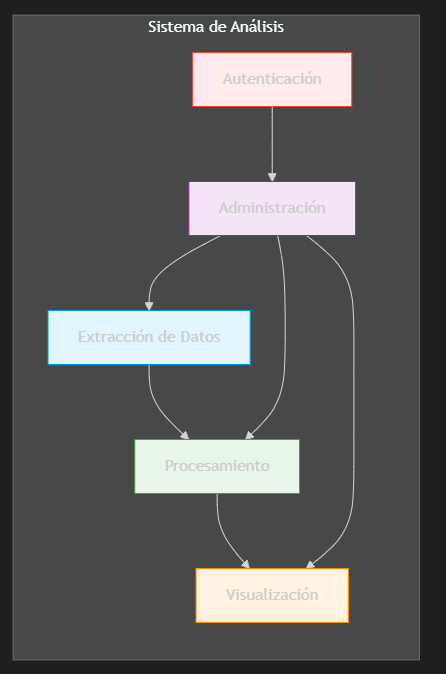 Sistema de Análisis
Autenticación
Administración
Extracción de Datos
Procesamiento
Visualización